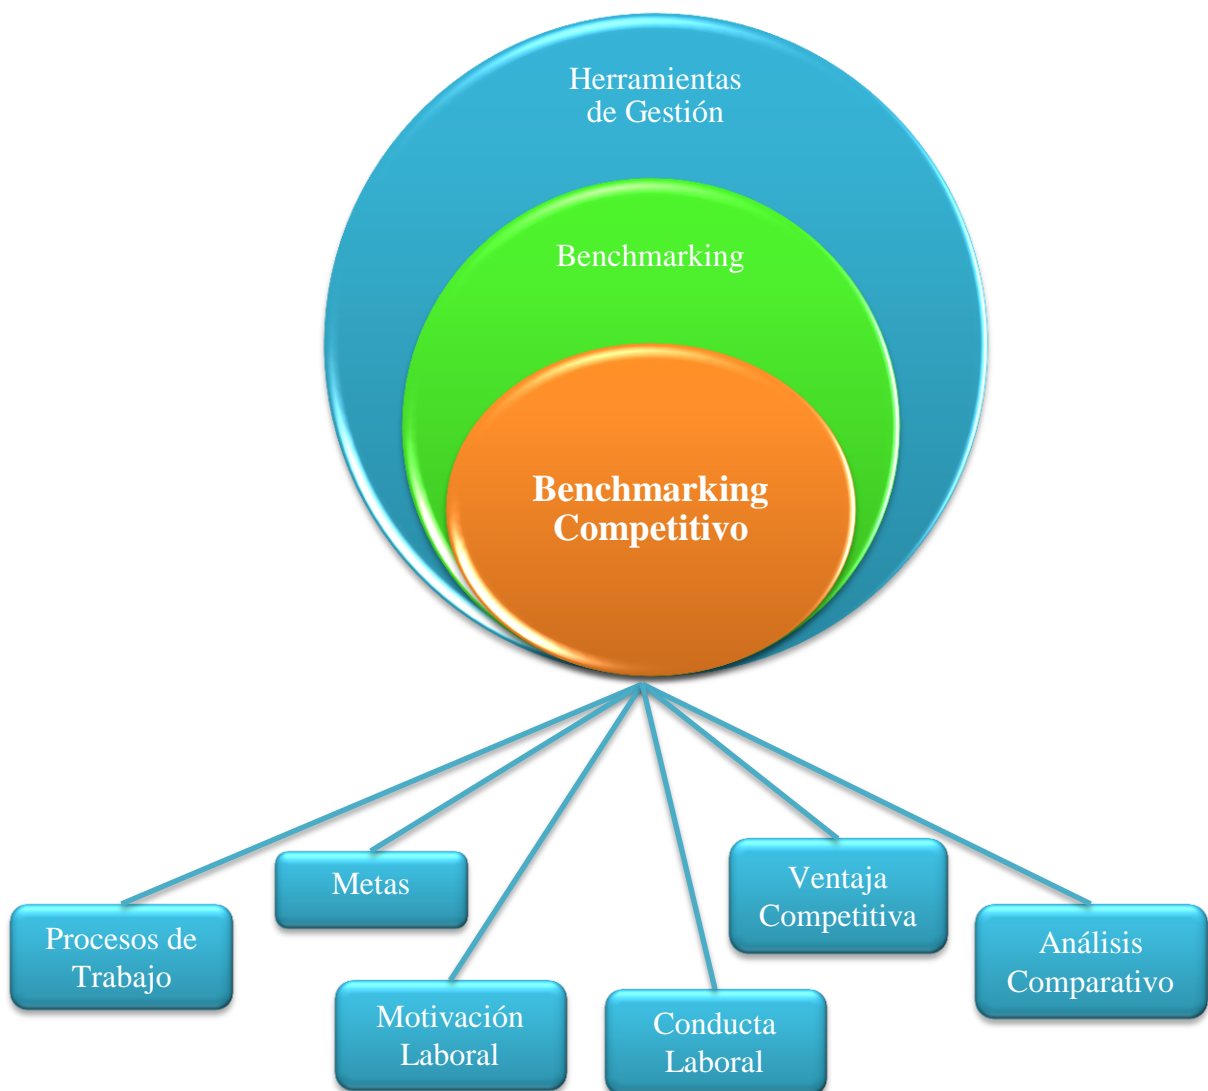 Herramientas
de Gestión
Benchmarking
Benchmarking
Competitivo
Procesos de
Trabajo
Metas
Motivación
Laboral
Conducta
Laboral
Ventaja
Competitiva
Análisis
Comparativo